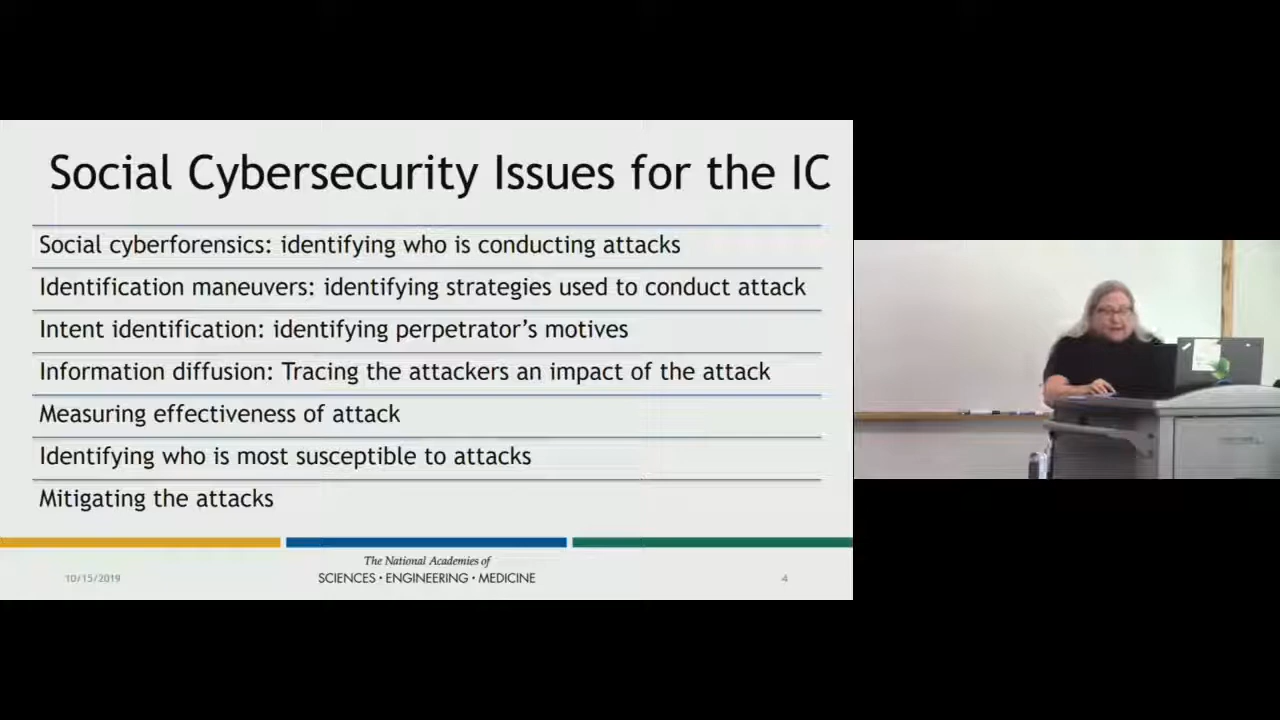 Social Cybersecurity Issues for the IC
Social cyberforensics: identifying who is conducting attacks
Identification maneuvers: identifying strategies used to conduct attack
Intent identification: identifying perpetrator's motives
Information diffusion: Tracing the attackers an impact of the attack
Measuring effectiveness of attack
Identifying who is most susceptible to attacks
Mitigating the attacks
The National Academies of
10/15/2019
SCIENCES · ENGINEERING · MEDICINE
4